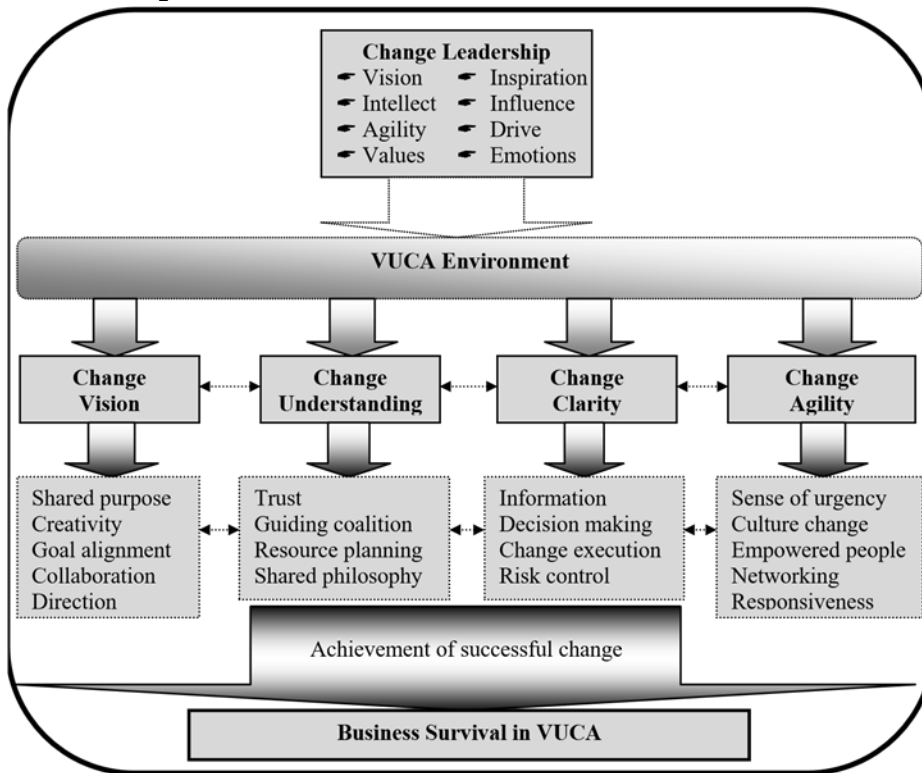 Change Leadership
Vision Inspiration
Intellect Influence
Agility Drive
Values Emotions
VUCA Environment
Change
Vision
Change
Understanding
Change
Clarity
Change
Agility
Shared purpose
Creativity
Goal alignment
Collaboration
Direction
Trust
Guiding coalition
Resource planning
Shared philosophy
Information
Decision making
Change execution
Risk control
Sense of urgency
Culture change
Empowered people
Networking
Responsiveness
Achievement of successful change
Business Survival in VUCA